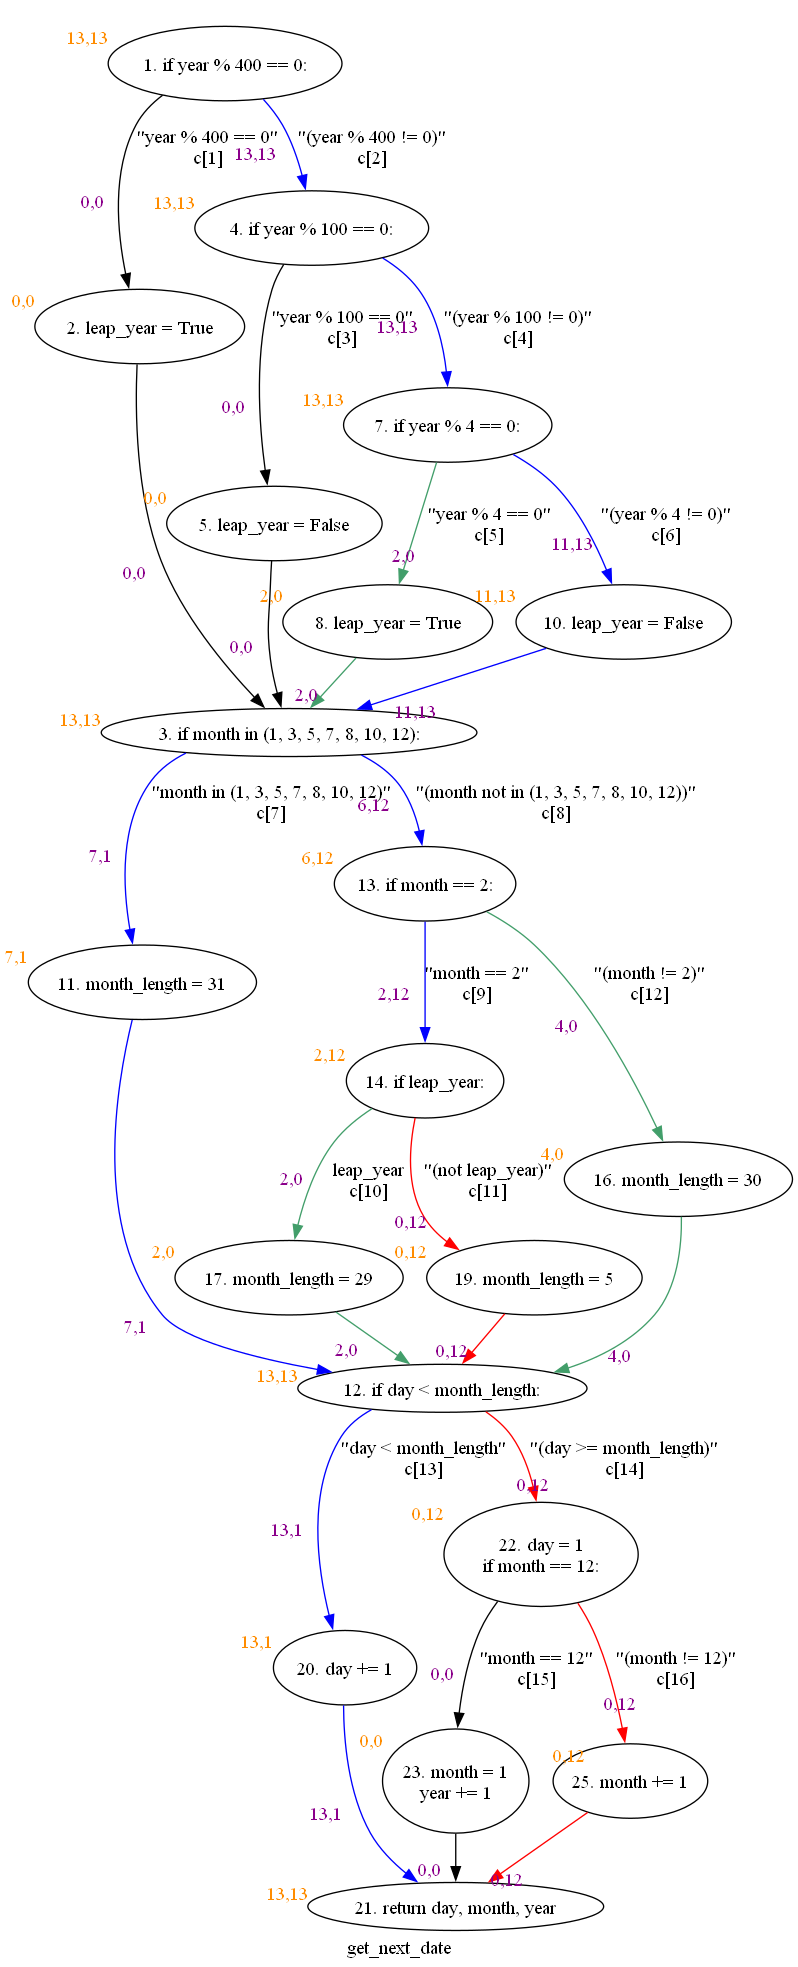 13,13
1. if year % 400 == 0:
"year % 400 == 0"
c[1]
"(year % 400 != 0)"
c[2]
13,13
0,0
13,13
4. if year % 100 == 0:
0,0
2. leap_year = True
"year % 100 == 0"
c[3]
13,13
"(year % 100 != 0)"
c[4]
0,0
13,13
7. if year % 4 == 0:
0,0
5. leap_year = False
"year % 4 == 0"
c[5]
"(year % 4 != 0)"
c[6]
2,0
11,13
0,0
2,0
8. leap_year = True
11,13
10. leap_year = False
0,0
2,0
11,13
13,13
3. if month in (1, 3, 5, 7, 8, 10, 12):
"month in (1, 3, 5, 7, 8, 10, 12)"
c[7]
6,12
"(month not in (1, 3, 5, 7, 8, 10, 12))"
c[8]
7,1
6,12
13. if month == 2:
7,1
11. month_length = 31
"month == 2"
c[9]
"(month != 2)"
c[12]
2,12
4,0
2,12
14. if leap_year:
4,0
16. month_length = 30
leap_year
c[10]
"(not leap_year)"
c[11]
2,0
0,12
2,0
17. month_length = 29
0,12
19. month_length = 5
7,1
2,0
0,12
4,0
13,13
12. if day < month_length:
"day < month_length"
c[13]
"(day >= month_length)"
c[14]
0,12
13,1
0,12
22. day = 1
if month == 12:
13,1
20. day += 1
"month == 12"
c[15]
"(month != 12)"
c[16]
0,0
0,12
0,0
23. month = 1
year += 1
0,12
25. month += 1
13,1
0,0
0,12
13,13
21. return day, month, year
get_next_date